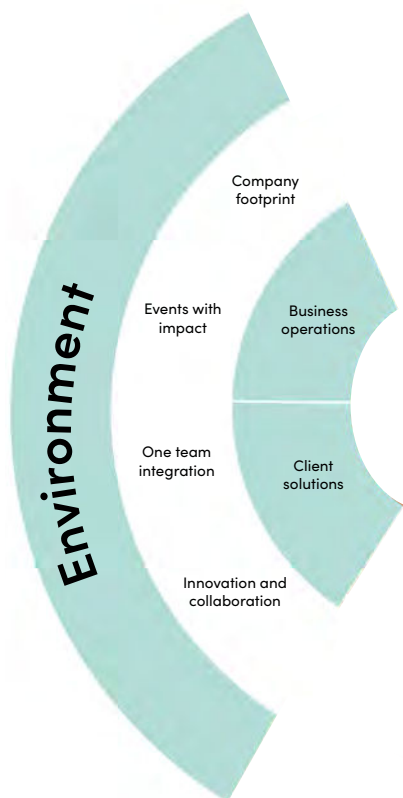 Environment
Company
footprint
Events with
impact
Business
operations
One team
integration
Client
solutions
Innovation and
collaboration